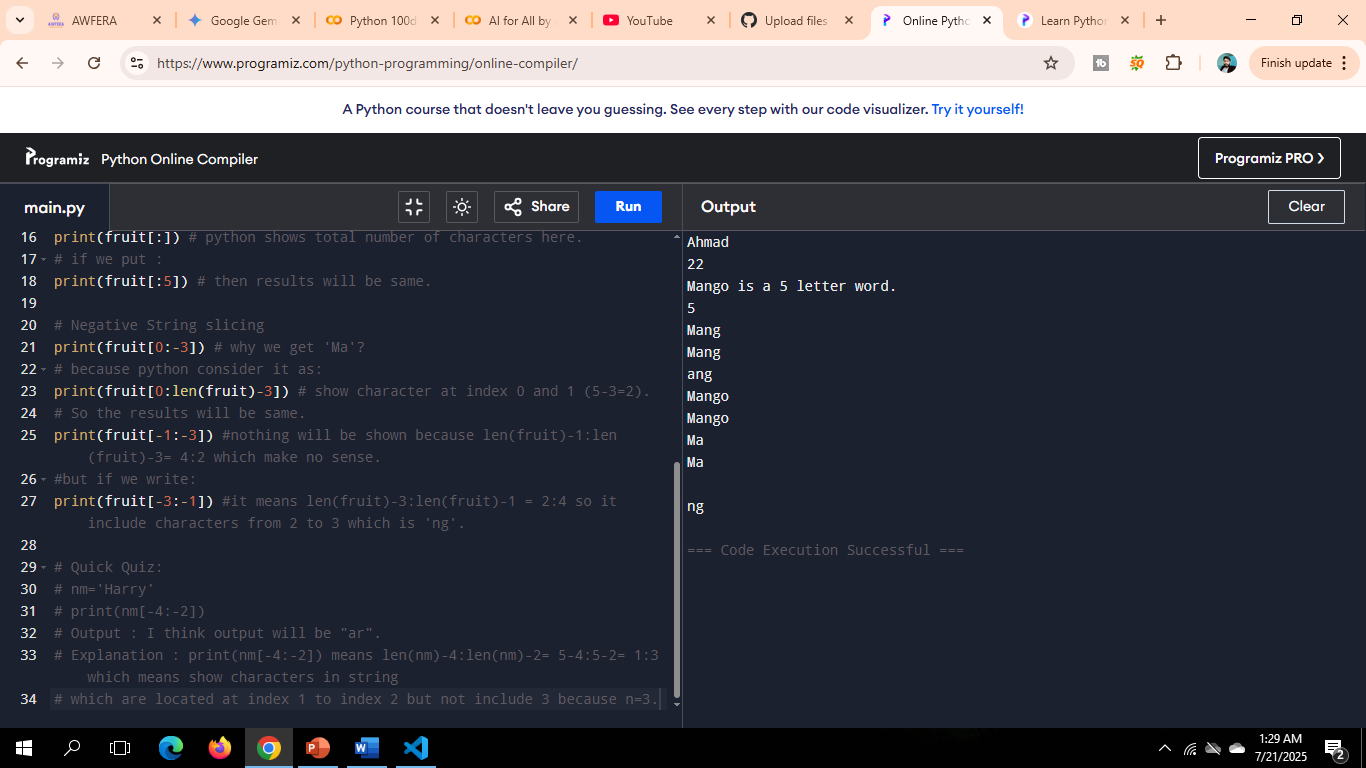 AWFERA
Google Gem
Python 100d
AI for All by
YouTube
Upload files
Online Pytho
Learn Python
https://www.programiz.com/python-programming/online-compiler/
Finish update
A Python course that doesn't leave you guessing. See every step with our code visualizer. Try it yourself!
Programiz Python Online Compiler
Programiz PRO ❯
main.py
Share
Run
Output
Clear
16 print(fruit[:]) # python shows total number of characters here.
17 # if we put :
18 print(fruit[:5]) # then results will be same.
19
20 # Negative String slicing
21 print(fruit[0:-3]) # why we get 'Ma'?
22 # because python consider it as:
23 print(fruit[0:len(fruit)-3]) # show character at index 0 and 1 (5-3=2).
24 # So the results will be same.
25 print(fruit[-1:-3]) #nothing will be shown because len(fruit)-1:len
(fruit)-3= 4:2 which make no sense.
26 #but if we write:
27 print(fruit[-3:-1]) #it means len(fruit)-3:len(fruit)-1 = 2:4 so it
include characters from 2 to 3 which is 'ng'.
28
29 # Quick Quiz:
30 # nm='Harry'
31 # print(nm[-4:-2])
32 # Output : I think output will be "ar".
33 # Explanation : print(nm[-4:-2]) means len(nm)-4:len(nm)-2= 5-4:5-2= 1:3
which means show characters in string
34 # which are located at index 1 to index 2 but not include 3 because n=3.
Ahmad
22
Mango is a 5 letter word.
5
Mang
Mang
ang
Mango
Mango
Ma
Ma
ng
=== Code Execution Successful ===
1:29 AM
7/21/2025
2